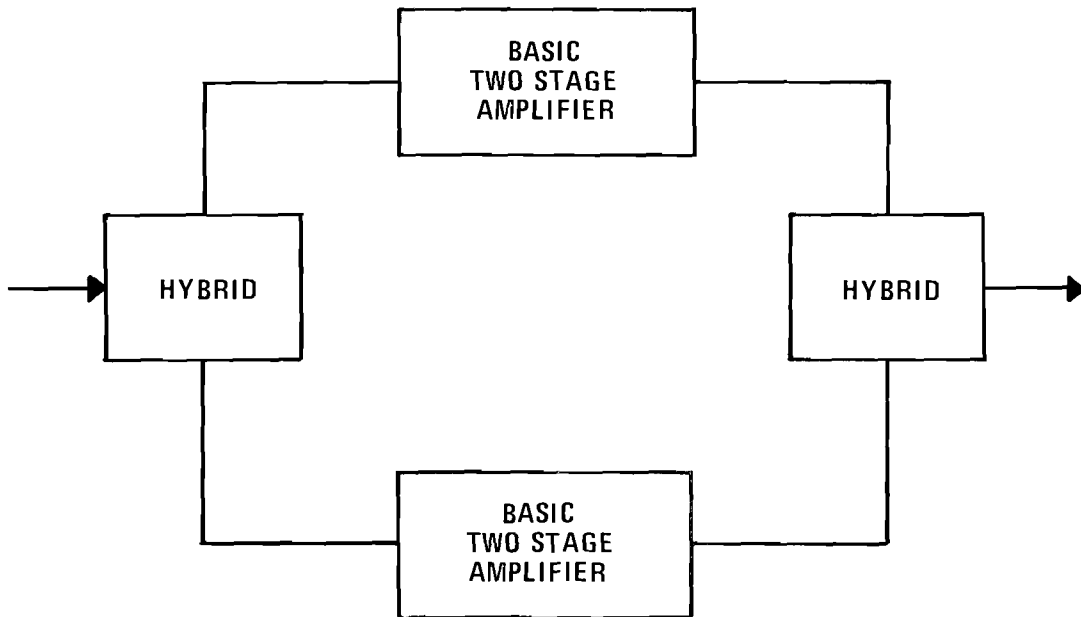 BASIC
TWO STAGE
AMPLIFIER
HYBRID
HYBRID
BASIC
TWO STAGE
AMPLIFIER